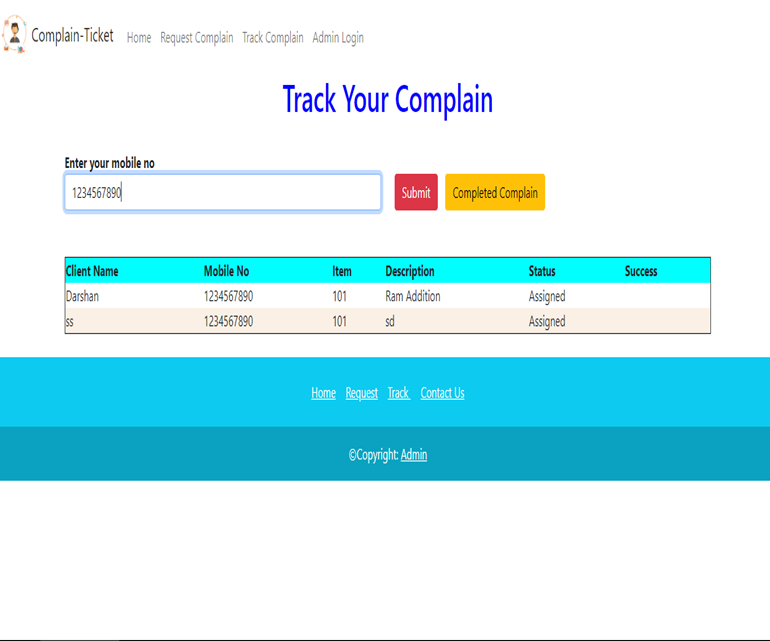 Complain-Ticket Home Request Complain Track Complain Admin Login
Track Your Complain
Enter your mobile no
1234567890 Submit Completed Complain
Client Name Mobile No Item Description Status Success
Darshan 1234567890 101 Ram Addition Assigned
ss 1234567890 101 sd Assigned
Home Request Track Contact Us
©Copyright: Admin